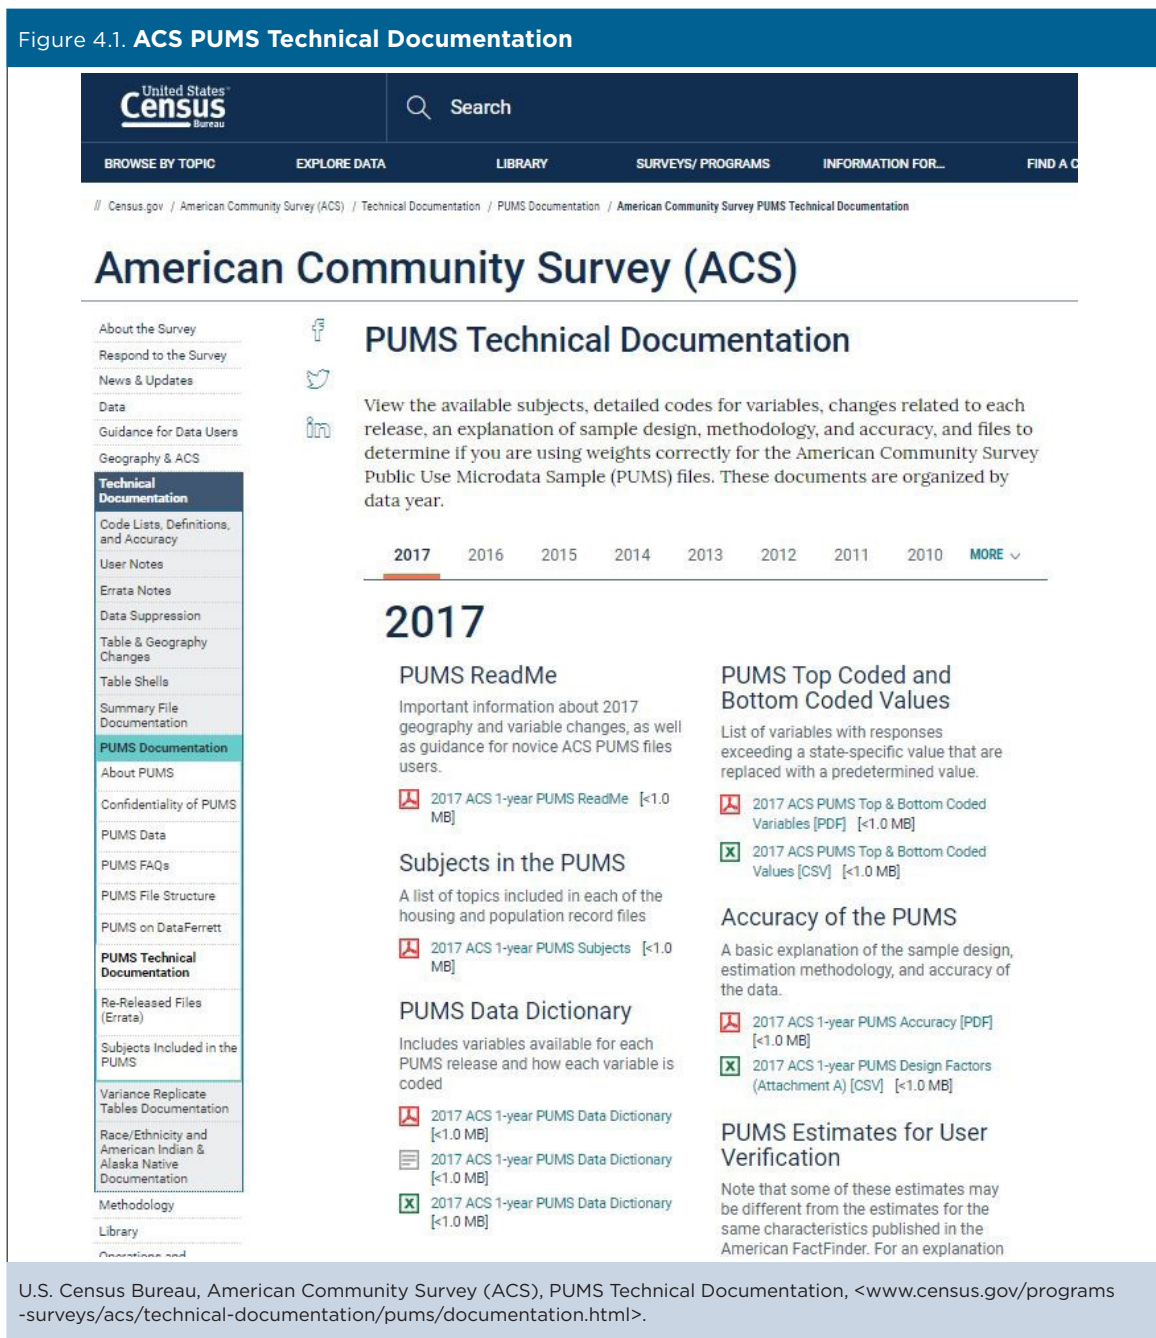 Figure 4.1. ACS PUMS Technical Documentation
United States™
Census
Bureau
Search
BROWSE BY TOPIC
EXPLORE DATA
LIBRARY
SURVEYS/ PROGRAMS
INFORMATION FOR...
FIND A C
// Census.gov / American Community Survey (ACS) / Technical Documentation / PUMS Documentation / American Community Survey PUMS Technical Documentation
American Community Survey (ACS)
About the Survey
Respond to the Survey
News & Updates
Data
Guidance for Data Users
Geography & ACS
Technical
Documentation
Code Lists, Definitions,
and Accuracy
User Notes
Errata Notes
Data Suppression
Table & Geography
Changes
Table Shells
Summary File
Documentation
PUMS Documentation
About PUMS
Confidentiality of PUMS
PUMS Data
PUMS FAQs
PUMS File Structure
PUMS on DataFerrett
PUMS Technical
Documentation
Re-Released Files
(Errata)
Subjects Included in the
PUMS
Variance Replicate
Tables Documentation
Race/Ethnicity and
American Indian &
Alaska Native
Documentation
Methodology
Library
Operations and
PUMS Technical Documentation
View the available subjects, detailed codes for variables, changes related to each
release, an explanation of sample design, methodology, and accuracy, and files to
determine if you are using weights correctly for the American Community Survey
Public Use Microdata Sample (PUMS) files. These documents are organized by
data year.
2017 2016 2015 2014 2013 2012 2011 2010 MORE
2017
PUMS ReadMe
Important information about 2017
geography and variable changes, as well
as guidance for novice ACS PUMS files
users.
2017 ACS 1-year PUMS ReadMe [<1.0
MB]
Subjects in the PUMS
A list of topics included in each of the
housing and population record files
2017 ACS 1-year PUMS Subjects [<1.0
MB]
PUMS Data Dictionary
Includes variables available for each
PUMS release and how each variable is
coded
2017 ACS 1-year PUMS Data Dictionary
[<1.0 MB]
2017 ACS 1-year PUMS Data Dictionary
[<1.0 MB]
2017 ACS 1-year PUMS Data Dictionary
[<1.0 MB]
PUMS Top Coded and
Bottom Coded Values
List of variables with responses
exceeding a state-specific value that are
replaced with a predetermined value.
2017 ACS PUMS Top & Bottom Coded
Variables [PDF] [<1.0 MB]
2017 ACS PUMS Top & Bottom Coded
Values [CSV] [<1.0 MB]
Accuracy of the PUMS
A basic explanation of the sample design,
estimation methodology, and accuracy of
the data.
2017 ACS 1-year PUMS Accuracy [PDF]
[<1.0 MB]
2017 ACS 1-year PUMS Design Factors
(Attachment A) [CSV] [<1.0 MB]
PUMS Estimates for User
Verification
Note that some of these estimates may
be different from the estimates for the
same characteristics published in the
American FactFinder. For an explanation
U.S. Census Bureau, American Community Survey (ACS), PUMS Technical Documentation, <www.census.gov/programs
-surveys/acs/technical-documentation/pums/documentation.html>.